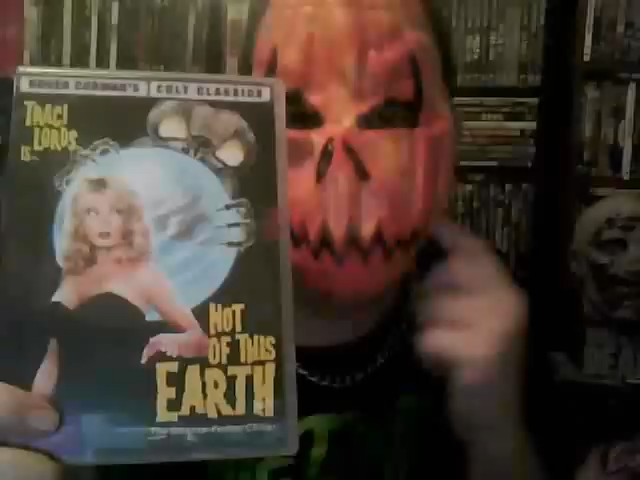 ROGER CORMAN'S CULT CLASSICS
TRACI
LORDS
IS...
NOT
OF THIS
EARTH